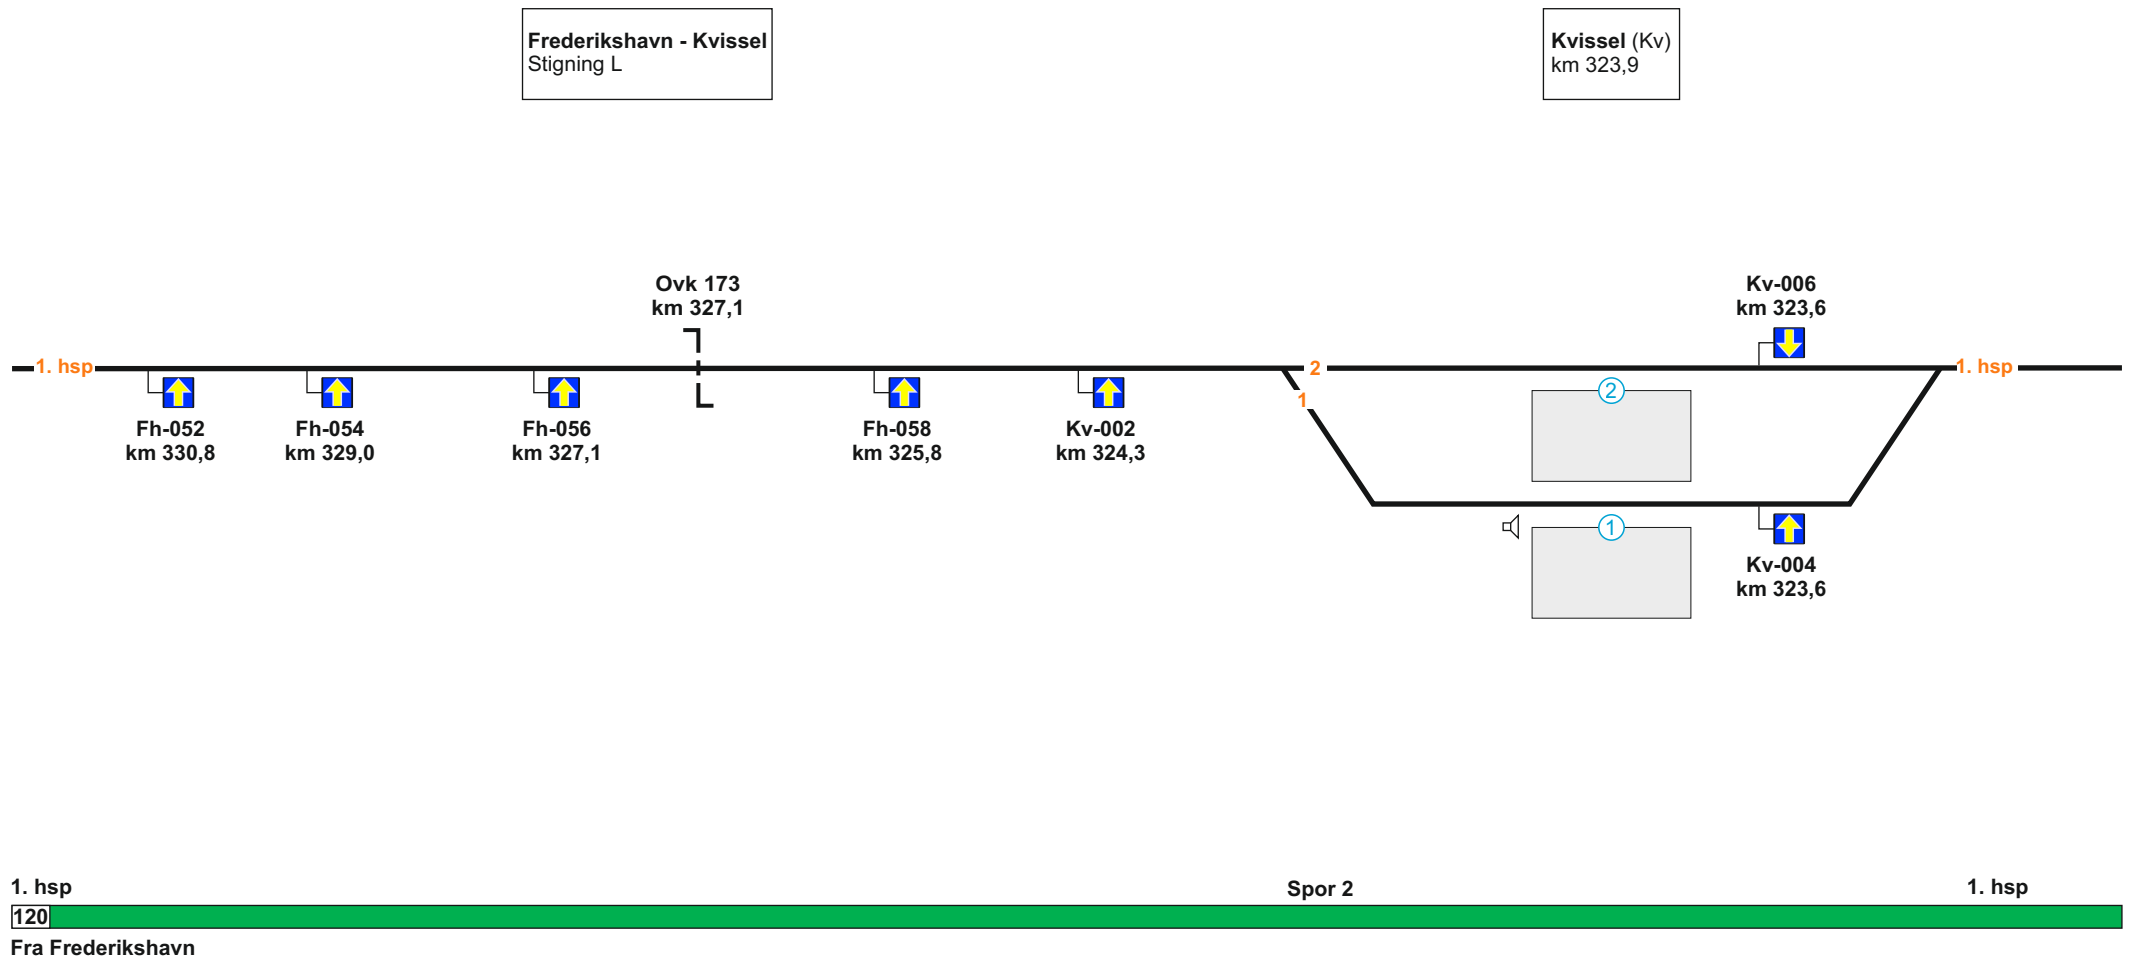 Frederikshavn - Kvissel
Stigning L
Kvissel (Kv)
km 323,9
Ovk 173
km 327,1
Kv-006
km 323,6
1. hsp
2
1. hsp
1
2
Fh-052
km 330,8
Fh-054
km 329,0
Fh-056
km 327,1
Fh-058
km 325,8
Kv-002
km 324,3
1
Kv-004
km 323,6
1. hsp
Spor 2
1. hsp
120
Fra Frederikshavn